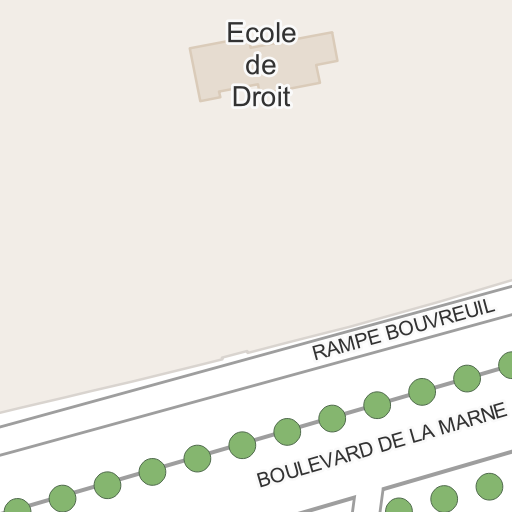 Ecole
de
Droit
RAMPE BOUVREUIL
BOULEVARD DE LA MARNE